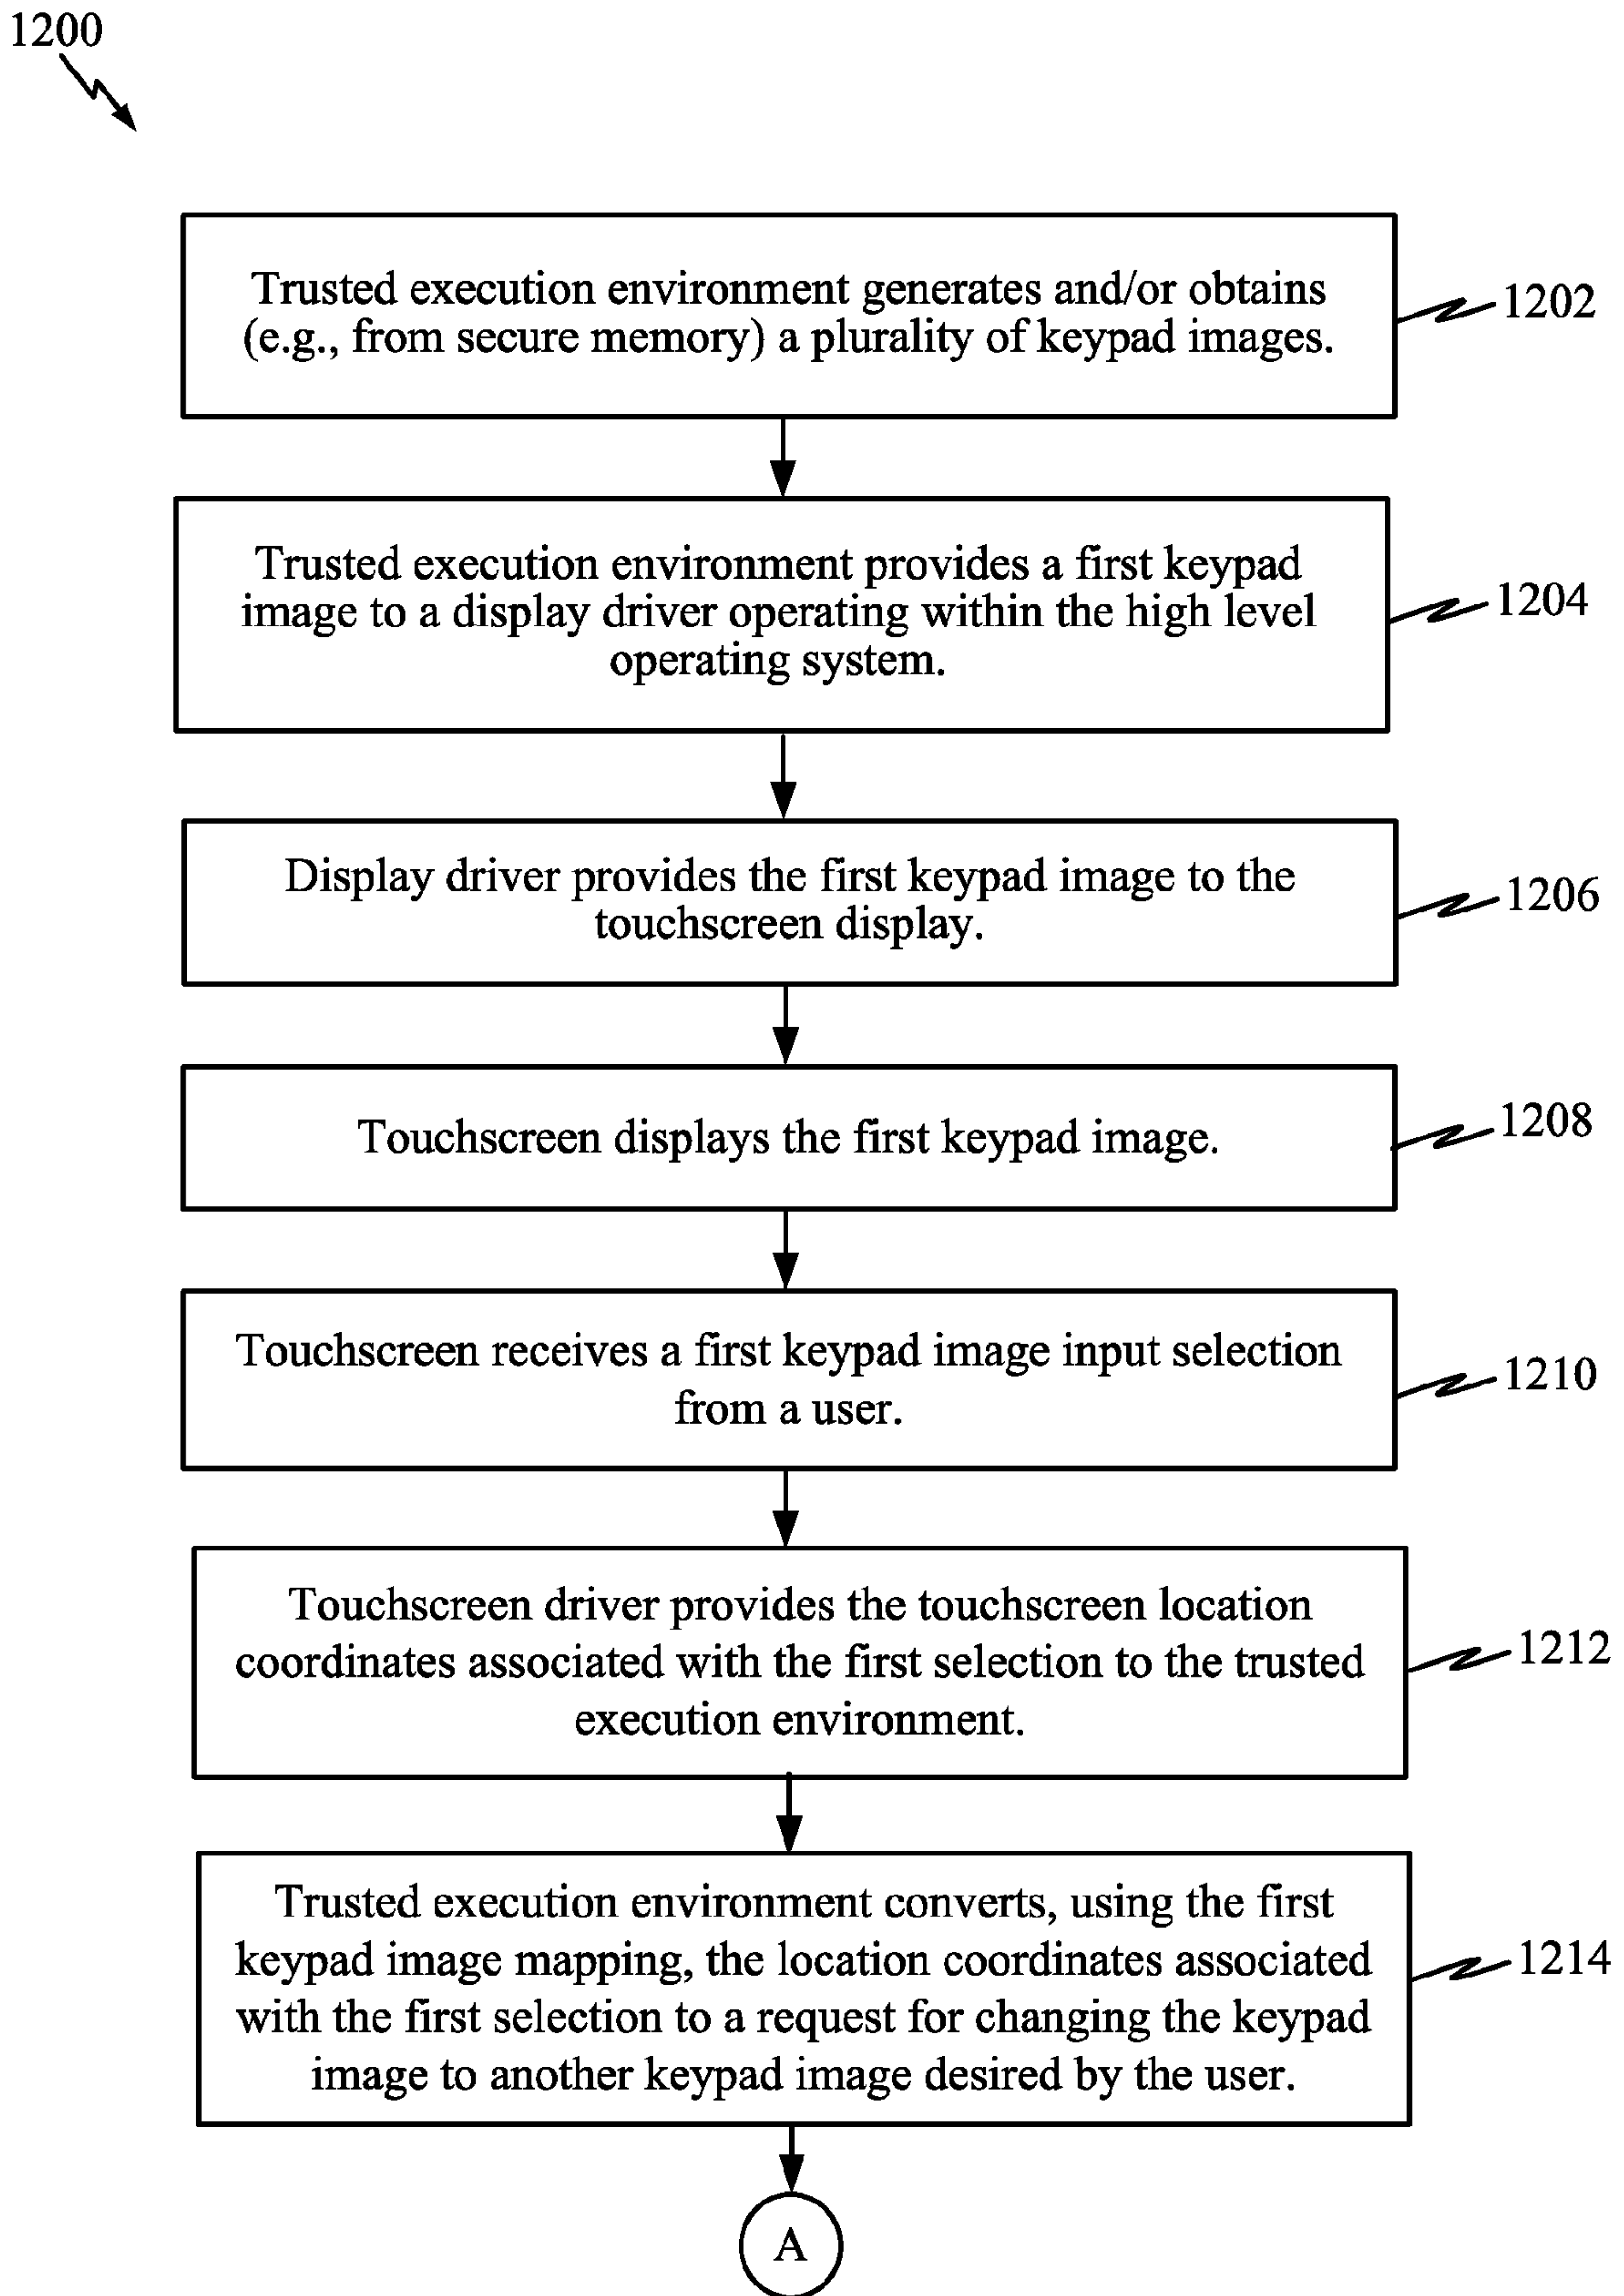 1200
Trusted execution environment generates and/or obtains
(e.g., from secure memory) a plurality of keypad images.
1202
Trusted execution environment provides a first keypad
image to a display driver operating within the high level
operating system.
1204
Display driver provides the first keypad image to the
touchscreen display.
1206
Touchscreen displays the first keypad image.
1208
Touchscreen receives a first keypad image input selection
from a user.
1210
Touchscreen driver provides the touchscreen location
coordinates associated with the first selection to the trusted
execution environment.
1212
Trusted execution environment converts, using the first
keypad image mapping, the location coordinates associated
with the first selection to a request for changing the keypad
image to another keypad image desired by the user.
1214
A